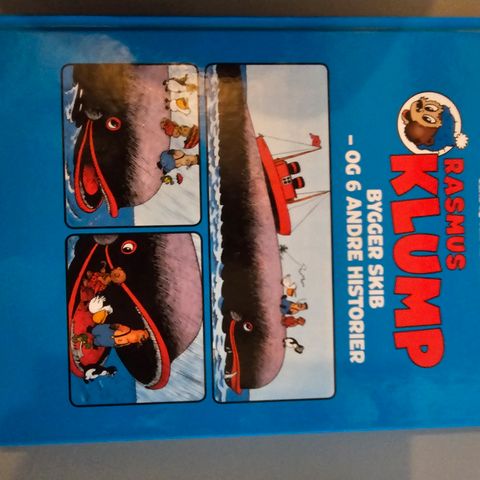 RASMUS
KLUMP
BYGGER SKIB
– OG 6 ANDRE HISTORIER